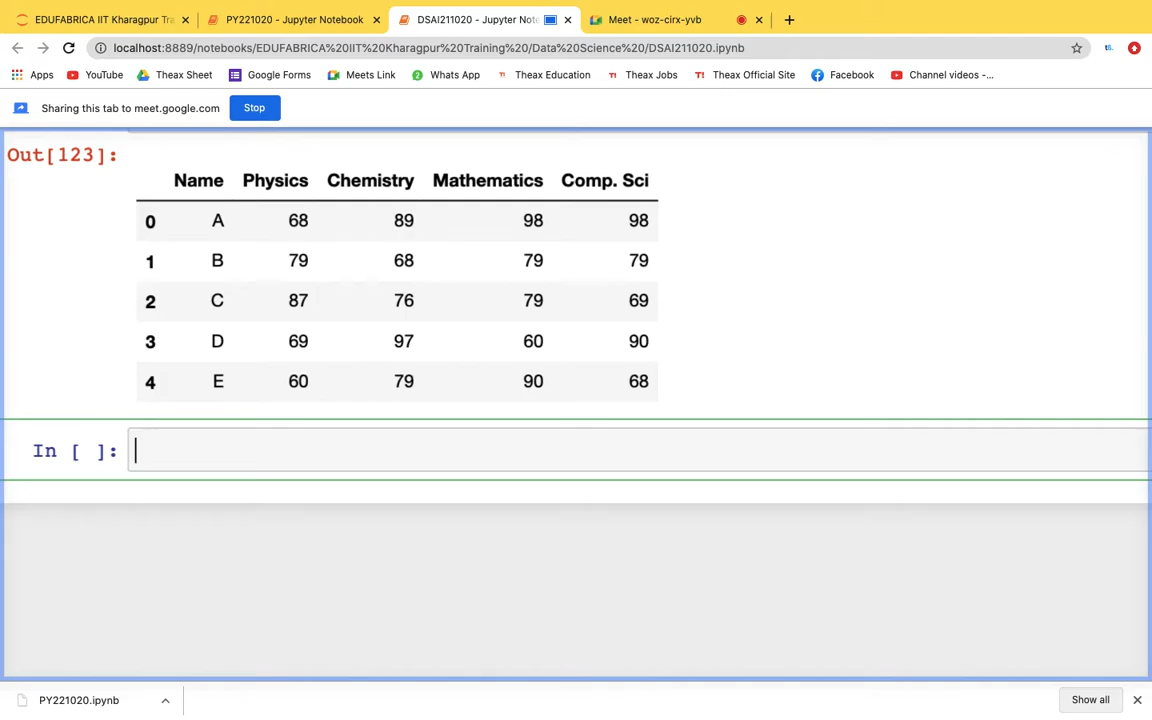 EDUFABRICA IIT Kharagpur Tra
PY221020 - Jupyter Notebook
DSAI211020 - Jupyter Note
Meet - woz-cirx-yvb
localhost:8889/notebooks/EDUFABRICA%20IIT%20Kharagpur%20Training%20/Data%20Science%20/DSAI211020.ipynb
Apps YouTube Theax Sheet Google Forms Meets Link 2 Whats App TI Theax Education TI Theax Jobs T! Theax Official Site Facebook Channel videos -...
Sharing this tab to meet.google.com Stop
Out[123]:
Name Physics Chemistry Mathematics Comp. Sci
0 A 68 89 98 98
1 B 79 68 79 79
2 C 87 76 79 69
3 D 69 97 60 90
4 E 60 79 90 68
In [ ]:
PY221020.ipynb Show all